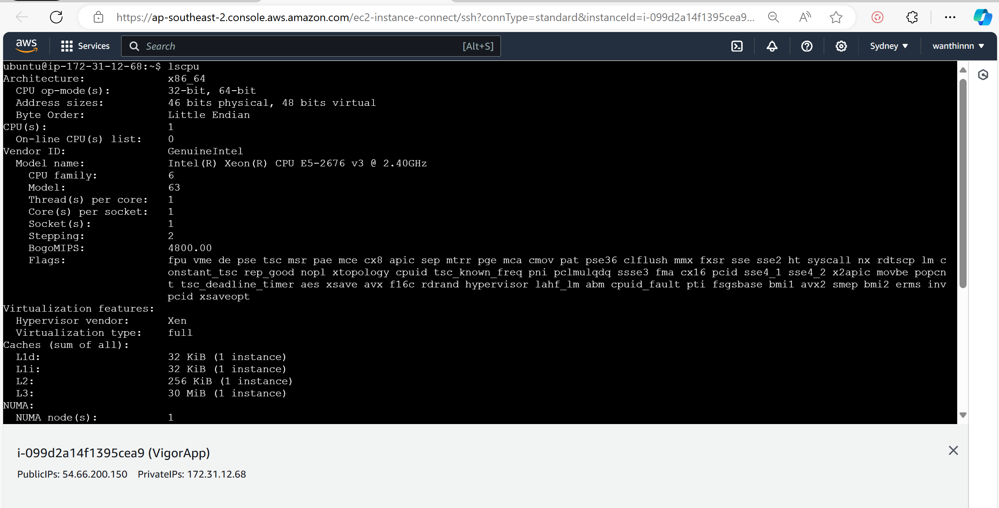 https://ap-southeast-2.console.aws.amazon.com/ec2-instance-connect/ssh?connType=standard&instanceId=i-099d2a14f1395cea9...
aws Services Search [Alt+S] Sydney wanthinnn
ubuntu@ip-172-31-12-68:~$ lscpu
Architecture: x86_64
CPU op-mode(s): 32-bit, 64-bit
Address sizes: 46 bits physical, 48 bits virtual
Byte Order: Little Endian
CPU(s): 1
On-line CPU(s) list: 0
Vendor ID: GenuineIntel
Model name: Intel(R) Xeon(R) CPU E5-2676 v3 @ 2.40GHz
CPU family: 6
Model: 63
Thread(s) per core: 1
Core(s) per socket: 1
Socket(s): 1
Stepping: 2
BogoMIPS: 4800.00
Flags: fpu vme de pse tsc msr pae mce cx8 apic sep mtrr pge mca cmov pat pse36 clflush mmx fxsr sse sse2 ht syscall nx rdtscp lm c
onstant_tsc rep_good nopl xtopology cpuid tsc_known_freq pni pclmulqdq ssse3 fma cx16 pcid sse4_1 sse4_2 x2apic movbe popcn
t tsc_deadline_timer aes xsave avx f16c rdrand hypervisor lahf_lm abm cpuid_fault pti fsgsbase bmi1 avx2 smep bmi2 erms inv
pcid xsaveopt
Virtualization features:
Hypervisor vendor: Xen
Virtualization type: full
Caches (sum of all):
L1d: 32 KiB (1 instance)
L1i: 32 KiB (1 instance)
L2: 256 KiB (1 instance)
L3: 30 MiB (1 instance)
NUMA:
NUMA node(s): 1
i-099d2a14f1395cea9 (VigorApp)
PublicIPs: 54.66.200.150 PrivateIPs: 172.31.12.68